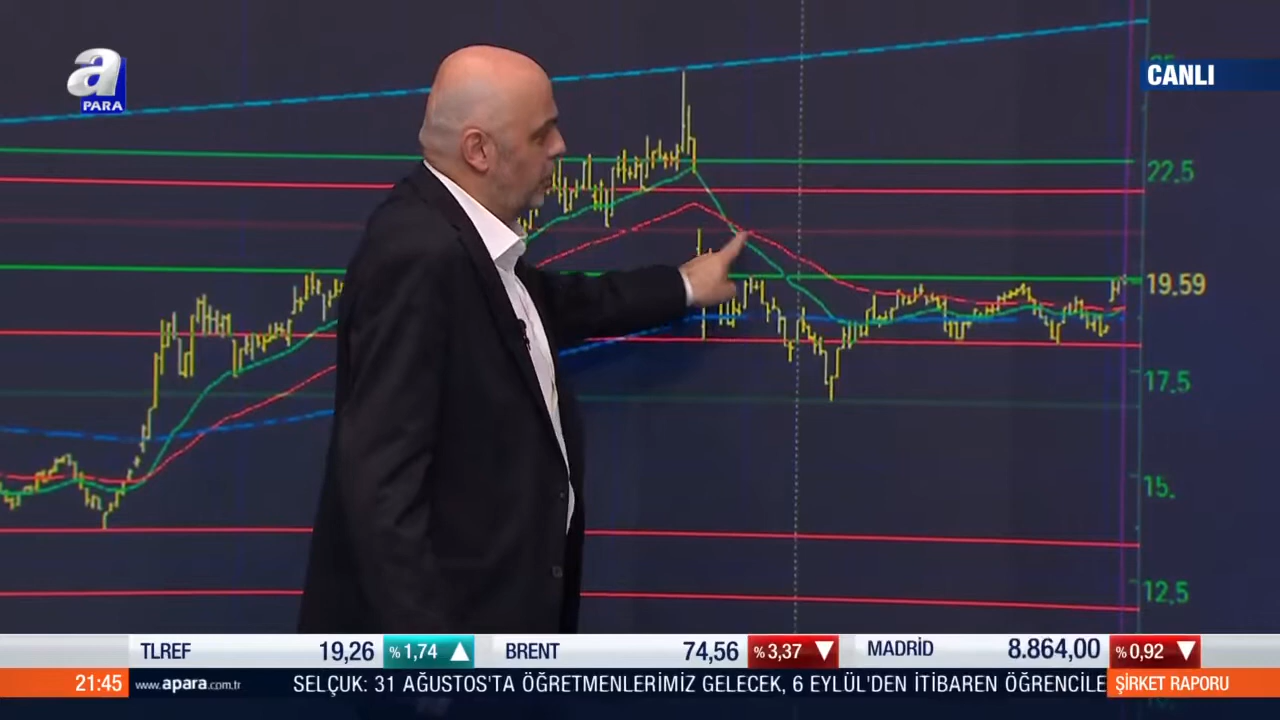 a
PARA
CANLI
22.5
19.59
17.5
15.
12.5
TLREF 19,26 %1,74 BRENT 74,56 %3,37 MADRİD 8.864,00 %0,92
21:45 www.apara.com.tr SELÇUK: 31 AĞUSTOS'TA ÖĞRETMENLERİMİZ GELECEK, 6 EYLÜL'DEN İTİBAREN ÖĞRENCİLE ŞİRKET RAPORU